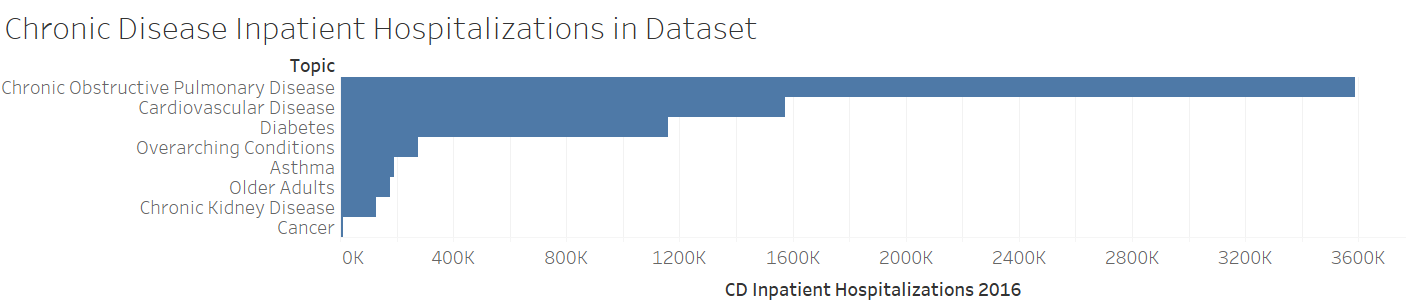 Chronic Disease Inpatient Hospitalizations in Dataset
Topic
Chronic Obstructive Pulmonary Disease
Cardiovascular Disease
Diabetes
Overarching Conditions
Asthma
Older Adults
Chronic Kidney Disease
Cancer
0K 400K 800K 1200K 1600K 2000K 2400K 2800K 3200K 3600K
CD Inpatient Hospitalizations 2016